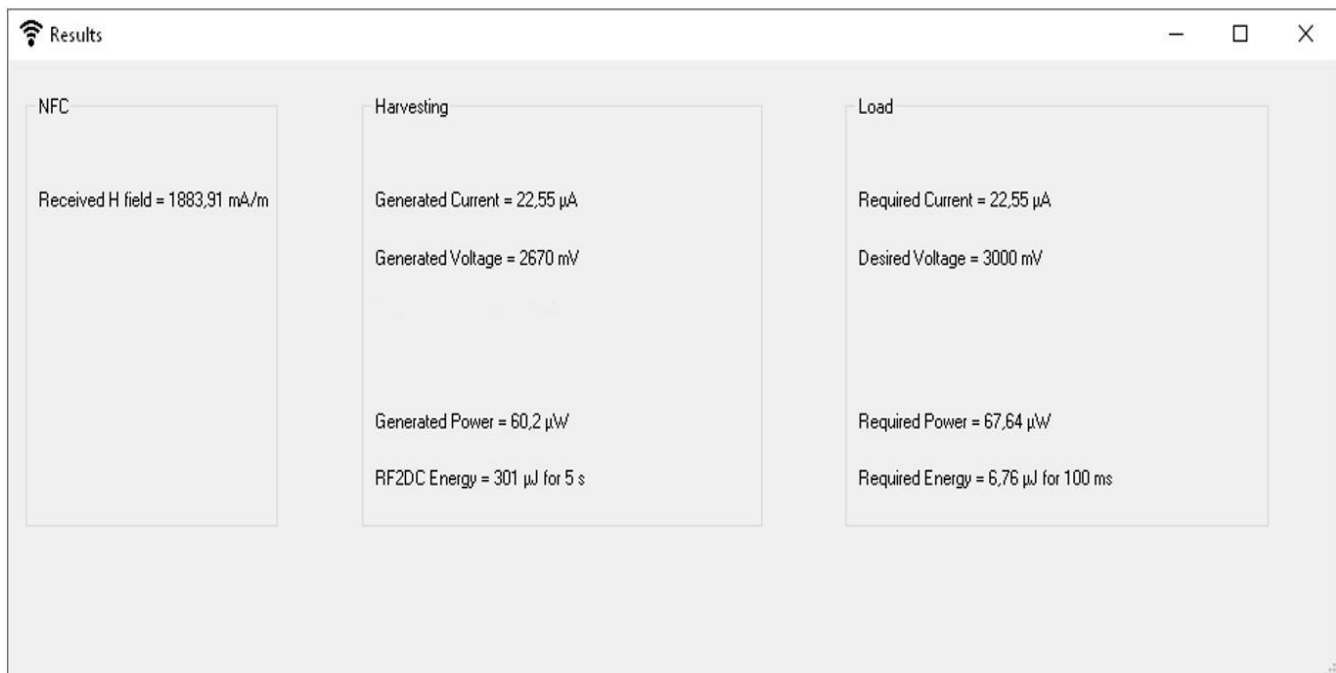 Results
NFC
Received H field = 1883,91 mA/m
Harvesting
Generated Current = 22,55 µA
Generated Voltage = 2670 mV
Generated Power = 60,2 µW
RF2DC Energy = 301 µJ for 5 s
Load
Required Current = 22,55 µA
Desired Voltage = 3000 mV
Required Power = 67,64 µW
Required Energy = 6,76 µJ for 100 ms